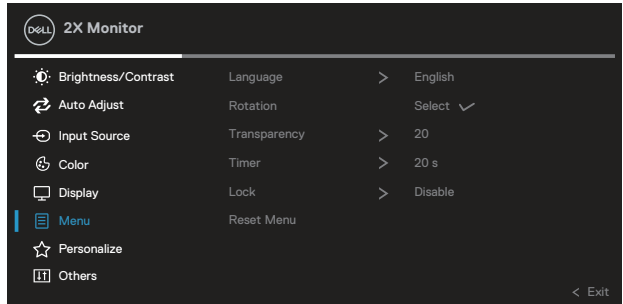 DELL 2X Monitor
Brightness/Contrast Language > English
Auto Adjust Rotation Select ✓
Input Source Transparency > 20
Color Timer > 20 s
Display Lock > Disable
Menu Reset Menu
Personalize
Others
< Exit